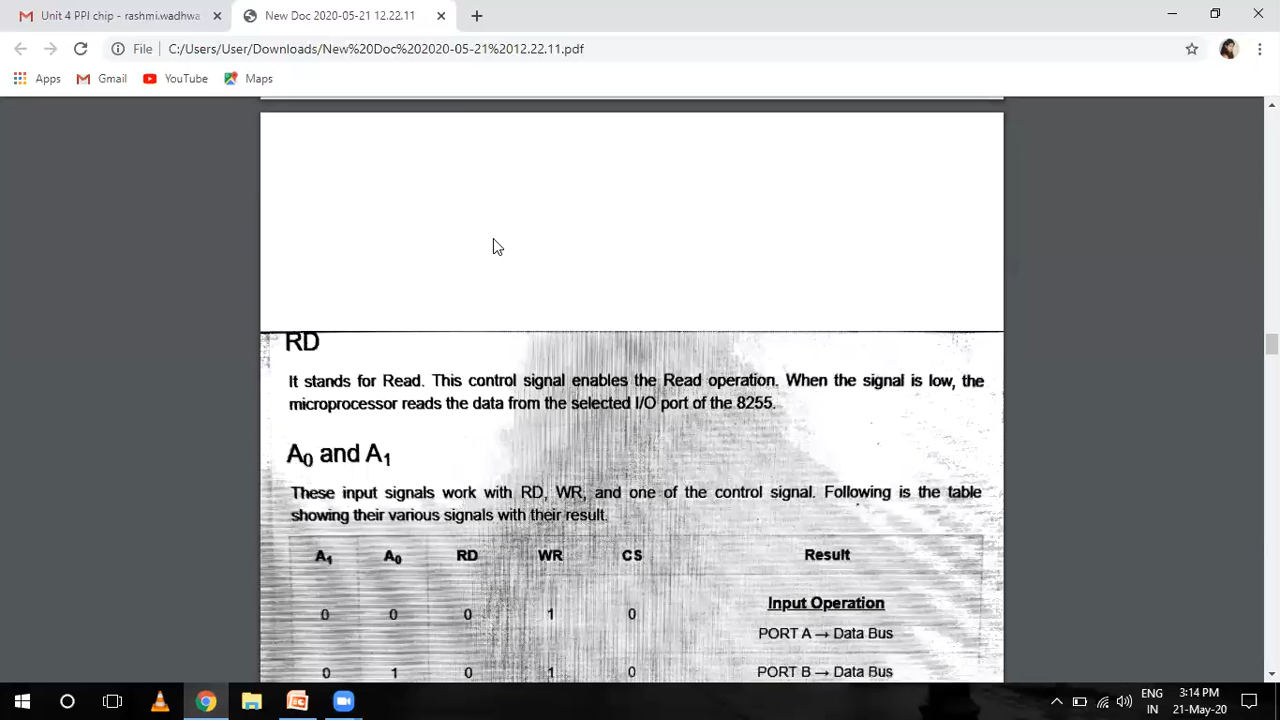 Unit 4 PPI chip - rashmi.wadhwa
New Doc 2020-05-21 12.22.11
File
C:/Users/User/Downloads/New%20Doc%202020-05-21%2012.22.11.pdf
Apps
Gmail
YouTube
Maps
RD
It stands for Read. This control signal enables the Read operation. When the signal is low, the
microprocessor reads the data from the selected I/O port of the 8255.
A0 and A1
These input signals work with RD, WR, and one of the control signal. Following is the table
showing their various signals with their result.
A1 A0 RD WR CS Result
Input Operation
0 0 0 1 0
PORT A → Data Bus
0 1 0 1 0 PORT B → Data Bus
ENG
IN
3:14 PM
21-May-20